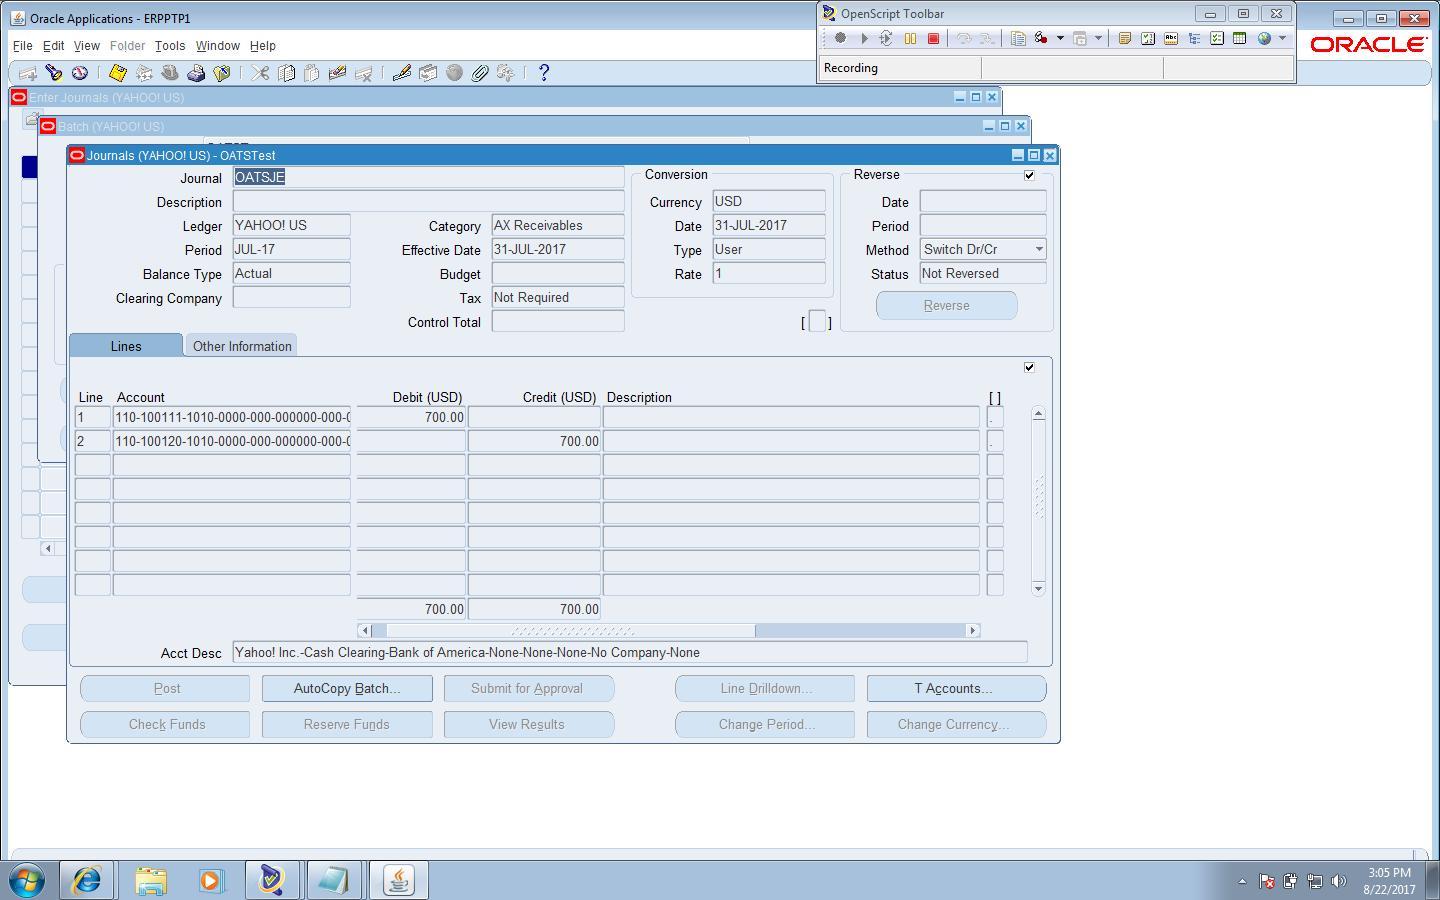 Oracle Applications - ERPPTP1
OpenScript Toolbar
File Edit View Folder Tools Window Help
ORACLE
Recording
Enter Journals (YAHOO! US)
Batch (YAHOO! US)
Journals (YAHOO! US) - OATSTest
Journal OATSJE
Conversion
Reverse
Description
Currency USD
Date
Ledger YAHOO! US
Category AX Receivables
Date 31-JUL-2017
Period
Period JUL-17
Effective Date 31-JUL-2017
Type User
Method Switch Dr/Cr
Balance Type Actual
Budget
Rate 1
Status Not Reversed
Clearing Company
Tax Not Required
Reverse
Control Total
[ ]
Lines
Other Information
Line Account Debit (USD) Credit (USD) Description [ ]
1 110-100111-1010-0000-000-000000-000-0 700.00 .
2 110-100120-1010-0000-000-000000-000-0 700.00 .
700.00 700.00
Acct Desc Yahoo! Inc.-Cash Clearing-Bank of America-None-None-None-No Company-None
Post AutoCopy Batch... Submit for Approval Line Drilldown... T Accounts...
Check Funds Reserve Funds View Results Change Period... Change Currency...
3:05 PM
8/22/2017